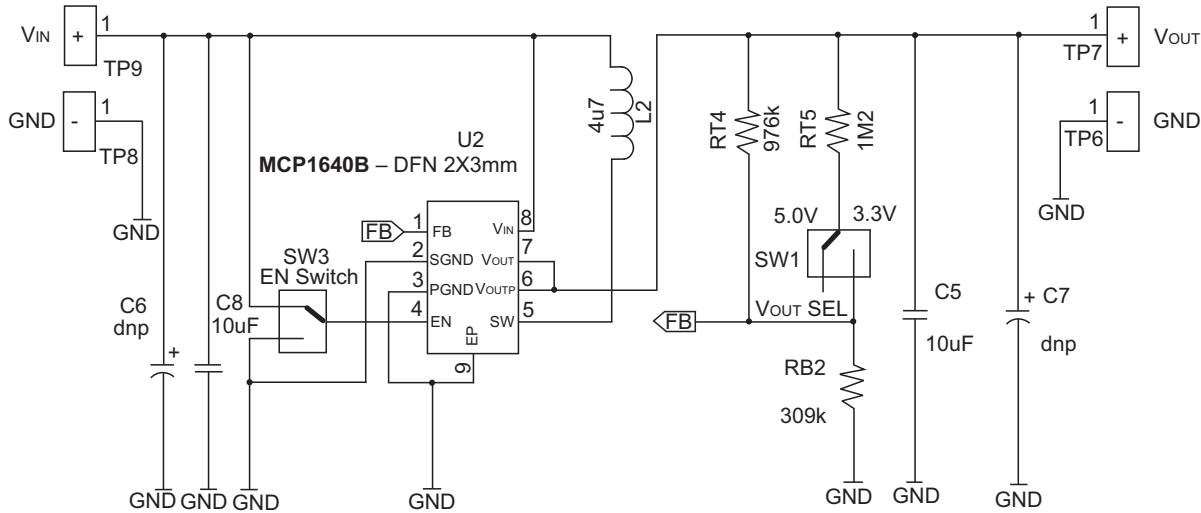 VIN
+
1
TP9
GND
-
1
TP8
GND
U2
MCP1640B – DFN 2X3mm
4u7
L2
FB
1
FB
2
SGND
3
PGND
4
EN
EP
9
VIN
8
VOUT
7
VOUTP
6
SW
5
SW3
EN Switch
C6
dnp
+
C8
10uF
GND
GND
GND
GND
RT4
976k
RT5
1M2
5.0V
3.3V
SW1
VOUT SEL
FB
RB2
309k
GND
C5
10uF
GND
+
C7
dnp
GND
1
+
TP7
VOUT
1
-
TP6
GND
GND